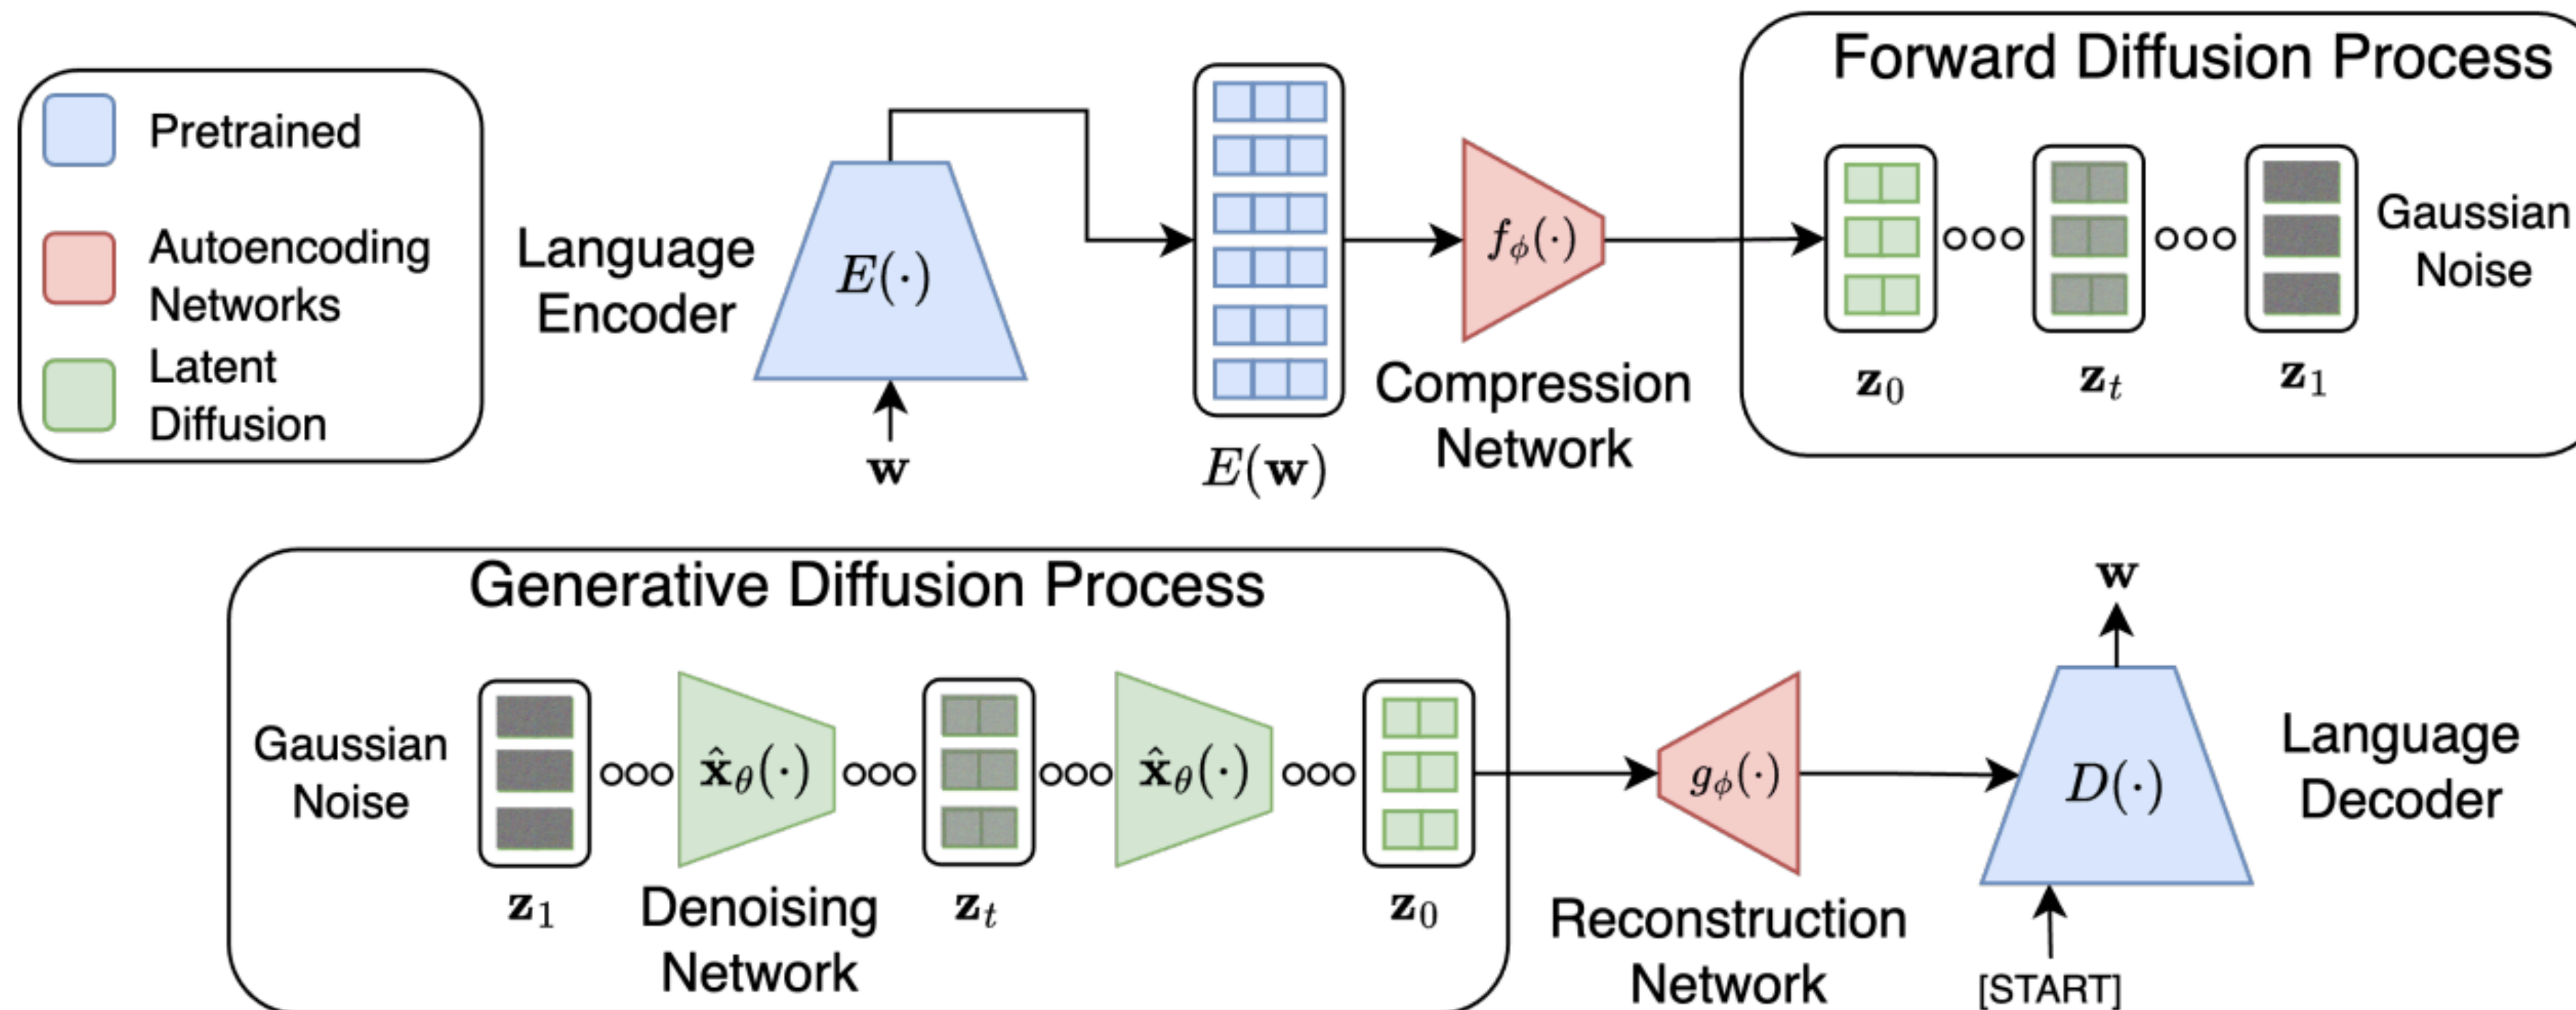 Pretrained
Autoencoding
Networks
Latent
Diffusion
Language
Encoder
E(·)
w
E(w)
f_ϕ(·)
Compression
Network
Forward Diffusion Process
z_0
z_t
z_1
Gaussian
Noise
Generative Diffusion Process
Gaussian
Noise
z_1
x̂_θ(·)
Denoising
Network
z_t
x̂_θ(·)
z_0
g_ϕ(·)
Reconstruction
Network
w
D(·)
[START]
Language
Decoder